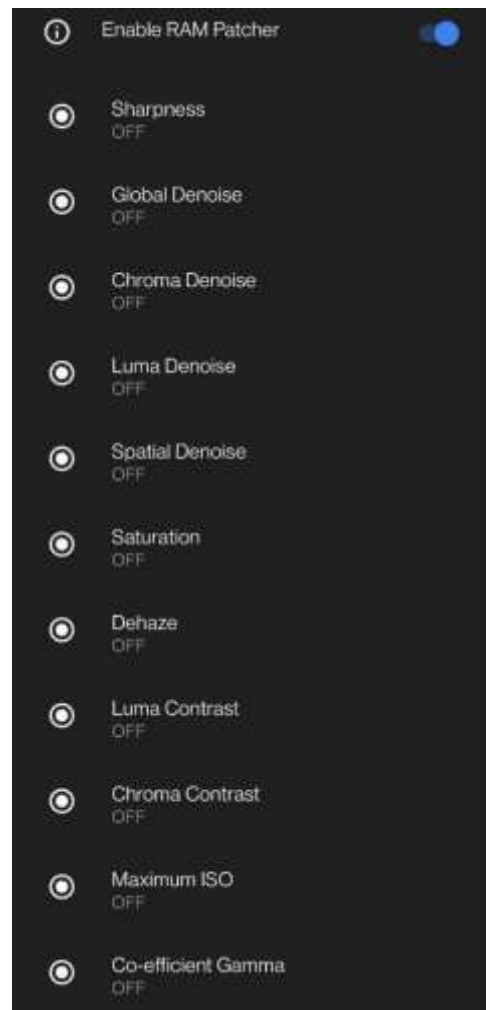 Enable RAM Patcher
Sharpness
OFF
Global Denoise
OFF
Chroma Denoise
OFF
Luma Denoise
OFF
Spatial Denoise
OFF
Saturation
OFF
Dehaze
OFF
Luma Contrast
OFF
Chroma Contrast
OFF
Maximum ISO
OFF
Co-efficient Gamma
OFF